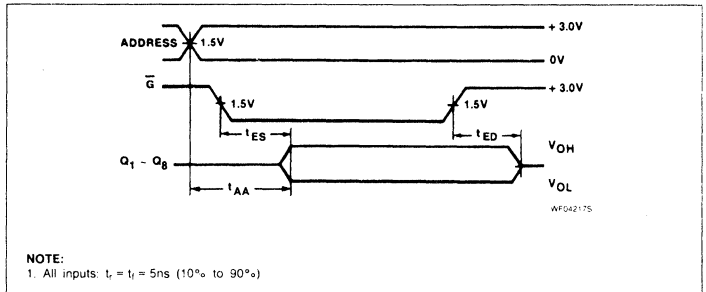 ADDRESS 1.5V +3.0V
0V
G̅ 1.5V 1.5V +3.0V
tES tED
Q1 - Q8 VOH
tAA VOL
WF04217S
NOTE:
1. All inputs: tr = tf = 5ns (10% to 90%)